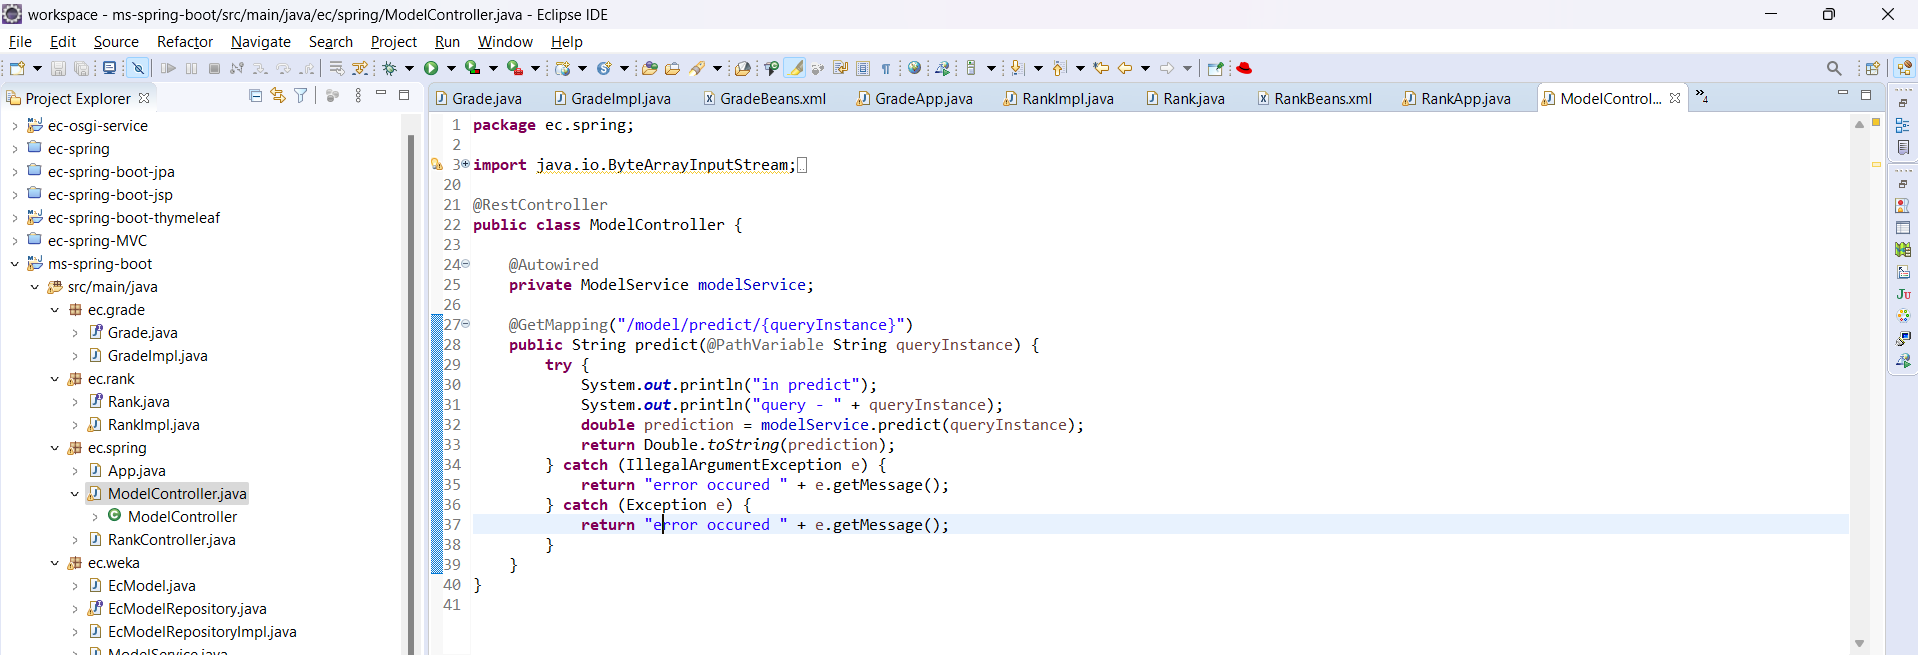 workspace - ms-spring-boot/src/main/java/ec/spring/ModelController.java - Eclipse IDE
File Edit Source Refactor Navigate Search Project Run Window Help
Project Explorer
Grade.java GradeImpl.java GradeBeans.xml GradeApp.java RankImpl.java Rank.java RankBeans.xml RankApp.java ModelControl... »4
ec-osgi-service
ec-spring
ec-spring-boot-jpa
ec-spring-boot-jsp
ec-spring-boot-thymeleaf
ec-spring-MVC
ms-spring-boot
src/main/java
ec.grade
Grade.java
GradeImpl.java
ec.rank
Rank.java
RankImpl.java
ec.spring
App.java
ModelController.java
ModelController
RankController.java
ec.weka
EcModel.java
EcModelRepository.java
EcModelRepositoryImpl.java
ModelService.java
1 package ec.spring;
2
3 import java.io.ByteArrayInputStream;
20
21 @RestController
22 public class ModelController {
23
24 @Autowired
25 private ModelService modelService;
26
27 @GetMapping("/model/predict/{queryInstance}")
28 public String predict(@PathVariable String queryInstance) {
29 try {
30 System.out.println("in predict");
31 System.out.println("query - " + queryInstance);
32 double prediction = modelService.predict(queryInstance);
33 return Double.toString(prediction);
34 } catch (IllegalArgumentException e) {
35 return "error occured " + e.getMessage();
36 } catch (Exception e) {
37 return "error occured " + e.getMessage();
38 }
39 }
40 }
41